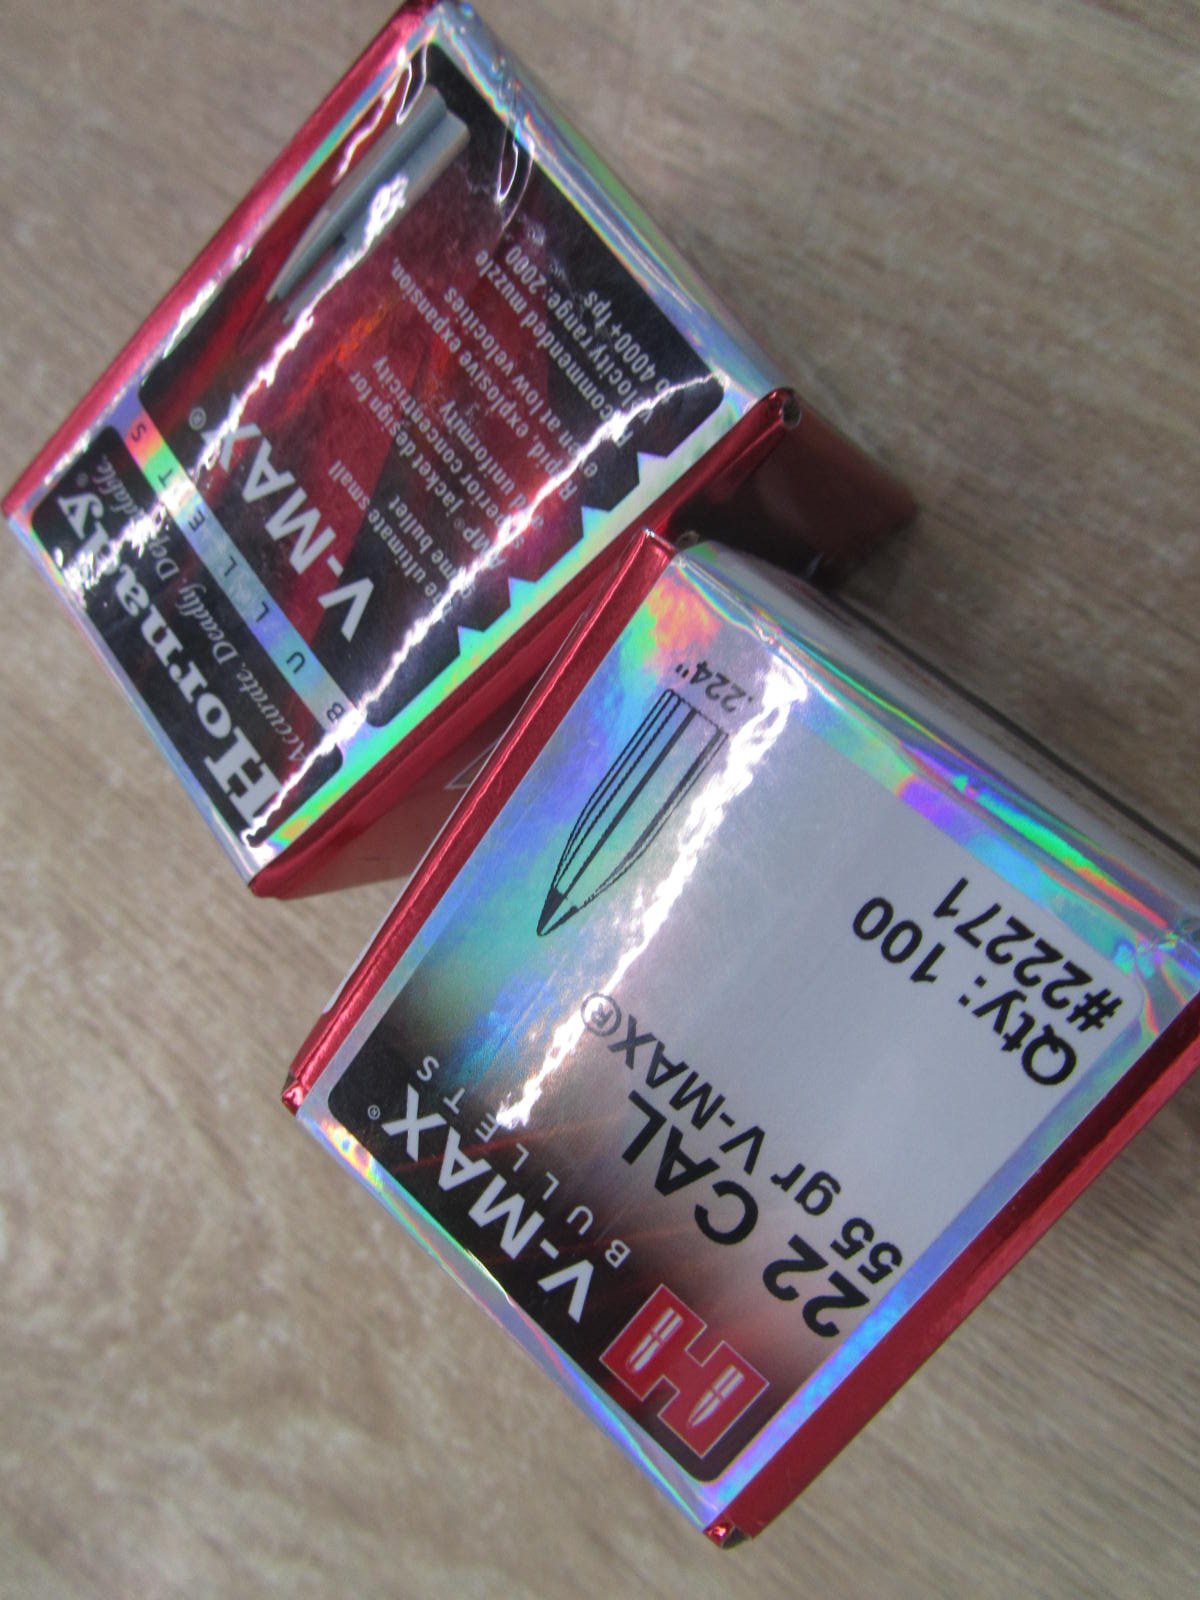 Hornady®
Accurate. Deadly. Dependable.
BULLETS
V-MAX®
The ultimate small
game bullet
AMP® jacket design for
superior concentricity
and uniformity
Rapid, explosive expansion,
even at low velocities
Recommended muzzle
velocity range: 2000
to 4000+ fps
V-MAX®
BULLETS
.224"
22 CAL
55 gr V-MAX®
Qty: 100
#22271